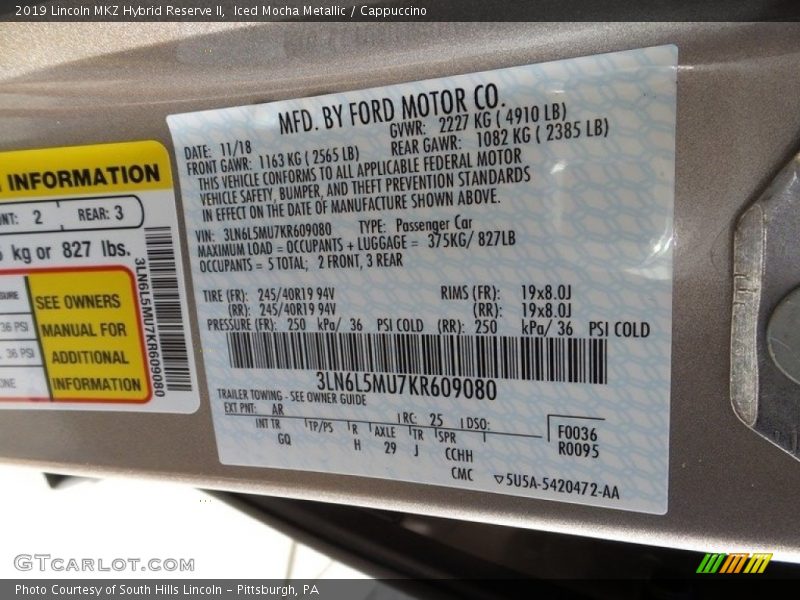 2019 Lincoln MKZ Hybrid Reserve II, Iced Mocha Metallic / Cappuccino
INFORMATION
2 REAR: 3
kg or 827 lbs.
36 PSI
36 PSI
SEE OWNERS
MANUAL FOR
ADDITIONAL
INFORMATION
3LN6L5MU7KR609080
MFD. BY FORD MOTOR CO.
DATE: 11/18 GVWR: 2227 KG ( 4910 LB)
FRONT GAWR: 1163 KG ( 2565 LB) REAR GAWR: 1082 KG ( 2385 LB)
THIS VEHICLE CONFORMS TO ALL APPLICABLE FEDERAL MOTOR
VEHICLE SAFETY, BUMPER, AND THEFT PREVENTION STANDARDS
IN EFFECT ON THE DATE OF MANUFACTURE SHOWN ABOVE.
VIN: 3LN6L5MU7KR609080 TYPE: Passenger Car
MAXIMUM LOAD = OCCUPANTS + LUGGAGE = 375KG/ 827LB
OCCUPANTS = 5 TOTAL; 2 FRONT, 3 REAR
TIRE (FR): 245/40R19 94V RIMS (FR): 19x8.0J
(RR): 245/40R19 94V (RR): 19x8.0J
PRESSURE (FR): 250 kPa/ 36 PSI COLD (RR): 250 kPa/ 36 PSI COLD
3LN6L5MU7KR609080
TRAILER TOWING - SEE OWNER GUIDE
EXT PNT: AR RC: 25 DSO:
INT TR TP/PS R AXLE TR SPR F0036
GQ H 29 J CCHH R0095
CMC 5U5A-5420472-AA
GTCARLOT.COM
Photo Courtesy of South Hills Lincoln - Pittsburgh, PA